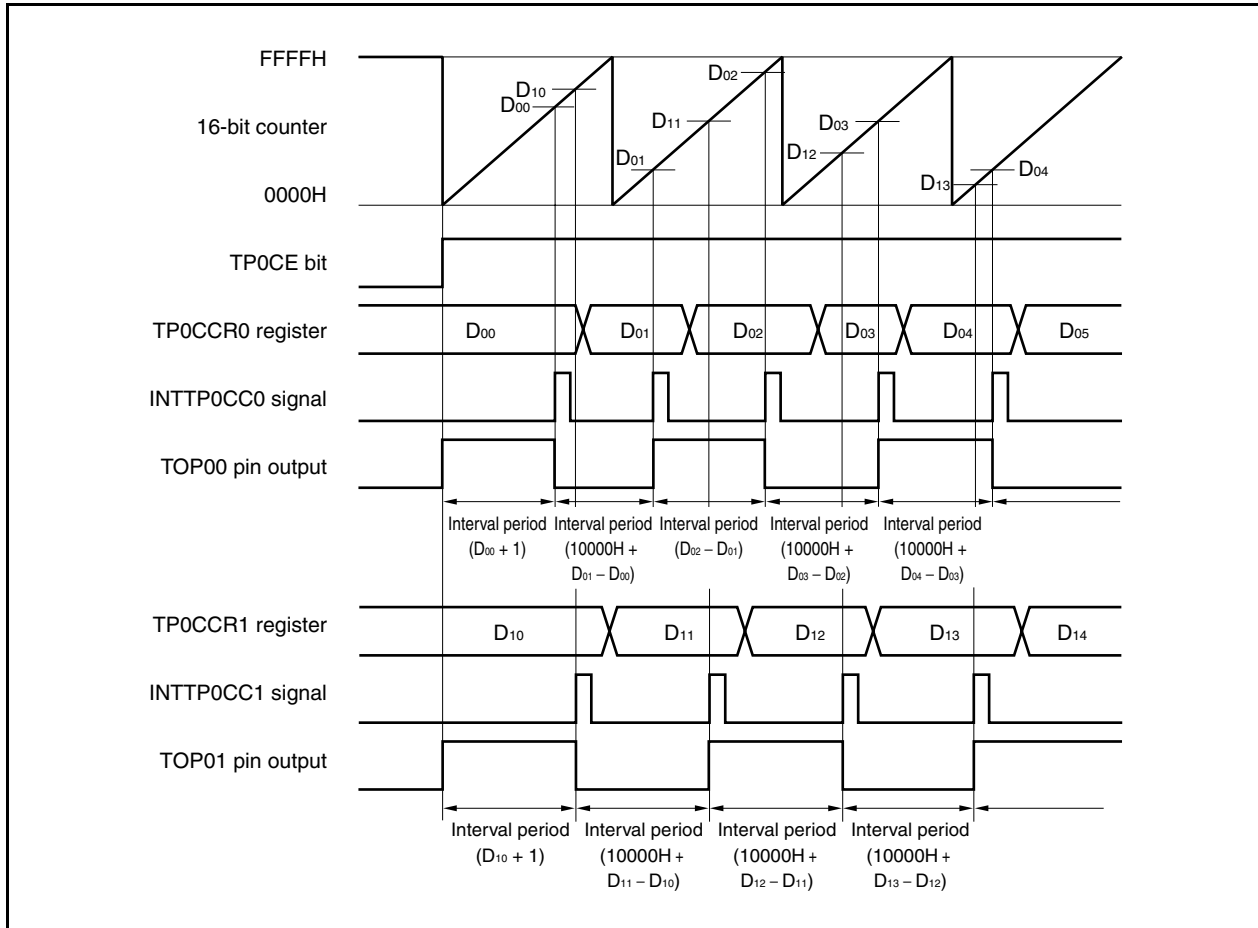 FFFFH
D10
D00
D02
16-bit counter
D11
D03
D01
D12
D13
D04
0000H
TP0CE bit
TP0CCR0 register
D00
D01
D02
D03
D04
D05
INTTP0CC0 signal
TOP00 pin output
Interval period
(D00 + 1)
Interval period
(10000H +
D01 – D00)
Interval period
(D02 – D01)
Interval period
(10000H +
D03 – D02)
Interval period
(10000H +
D04 – D03)
TP0CCR1 register
D10
D11
D12
D13
D14
INTTP0CC1 signal
TOP01 pin output
Interval period
(D10 + 1)
Interval period
(10000H +
D11 – D10)
Interval period
(10000H +
D12 – D11)
Interval period
(10000H +
D13 – D12)